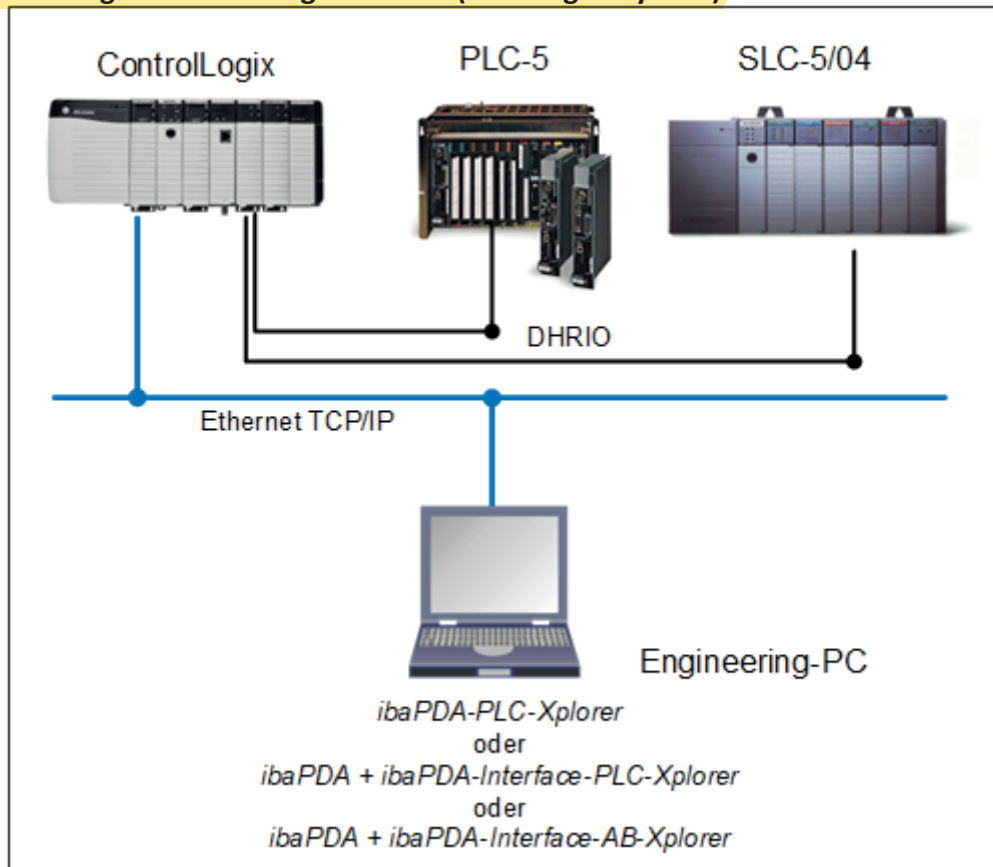 ControlLogix
PLC-5
SLC-5/04
DHRIO
Ethernet TCP/IP
Engineering-PC
ibaPDA-PLC-Xplorer
oder
ibaPDA + ibaPDA-Interface-PLC-Xplorer
oder
ibaPDA + ibaPDA-Interface-AB-Xplorer